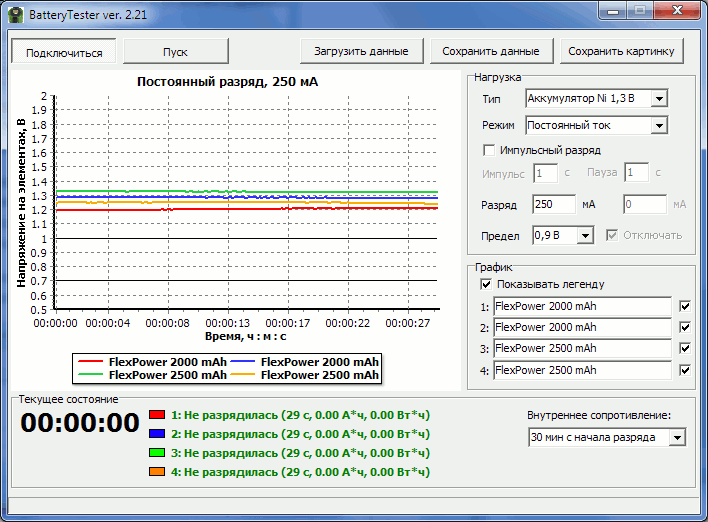 BatteryTester ver. 2.21
Подключиться
Пуск
Загрузить данные
Сохранить данные
Сохранить картинку
Постоянный разряд, 250 мА
Напряжение на элементах, В
2
1.9
1.8
1.7
1.6
1.5
1.4
1.3
1.2
1.1
1
0.9
0.8
0.7
0.6
0.5
00:00:00 00:00:04 00:00:08 00:00:13 00:00:17 00:00:22 00:00:27
Время, ч : м : с
FlexPower 2000 mAh FlexPower 2000 mAh
FlexPower 2500 mAh FlexPower 2500 mAh
Нагрузка
Тип Аккумулятор Ni 1,3 В
Режим Постоянный ток
Импульсный разряд
Импульс 1 с Пауза 1 с
Разряд 250 мА 0 мА
Предел 0,9 В Отключать
График
Показывать легенду
1: FlexPower 2000 mAh
2: FlexPower 2000 mAh
3: FlexPower 2500 mAh
4: FlexPower 2500 mAh
Текущее состояние
00:00:00
1: Не разрядилась (29 с, 0.00 А*ч, 0.00 Вт*ч)
2: Не разрядилась (29 с, 0.00 А*ч, 0.00 Вт*ч)
3: Не разрядилась (29 с, 0.00 А*ч, 0.00 Вт*ч)
4: Не разрядилась (29 с, 0.00 А*ч, 0.00 Вт*ч)
Внутреннее сопротивление:
30 мин с начала разряда